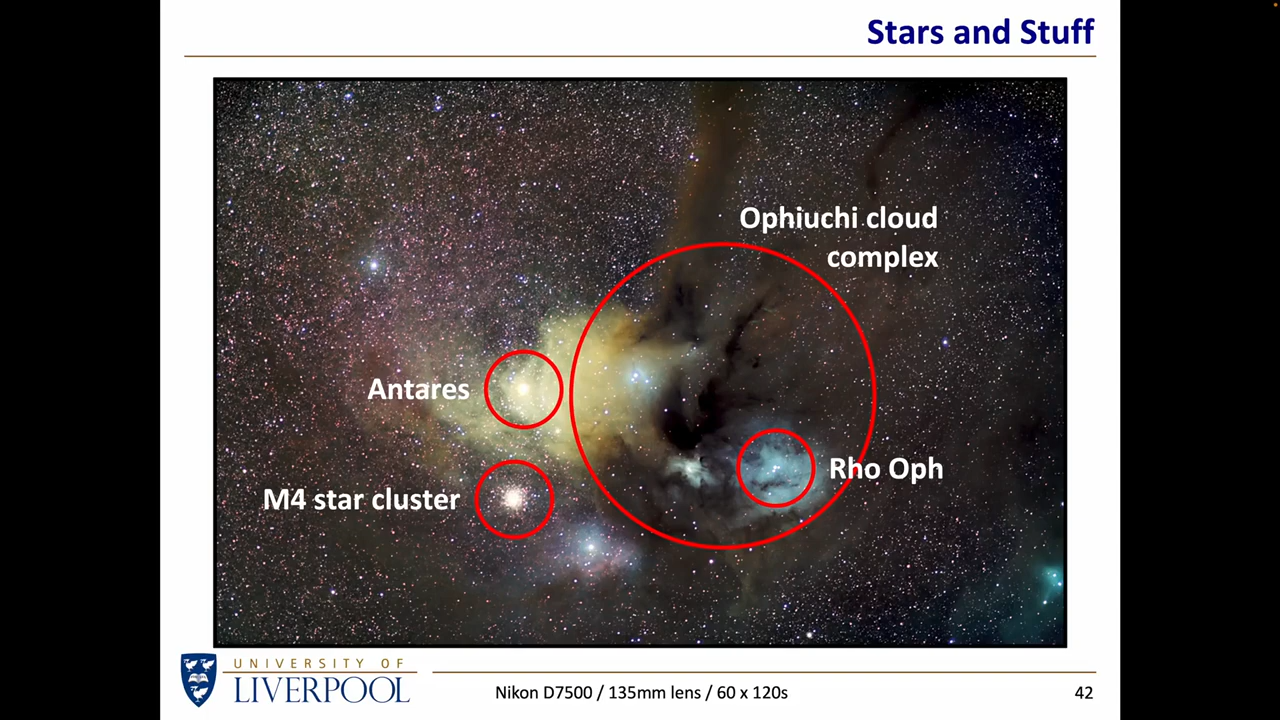 Stars and Stuff
Ophiuchi cloud
complex
Antares
Rho Oph
M4 star cluster
UNIVERSITY OF
LIVERPOOL
Nikon D7500 / 135mm lens / 60 x 120s
42